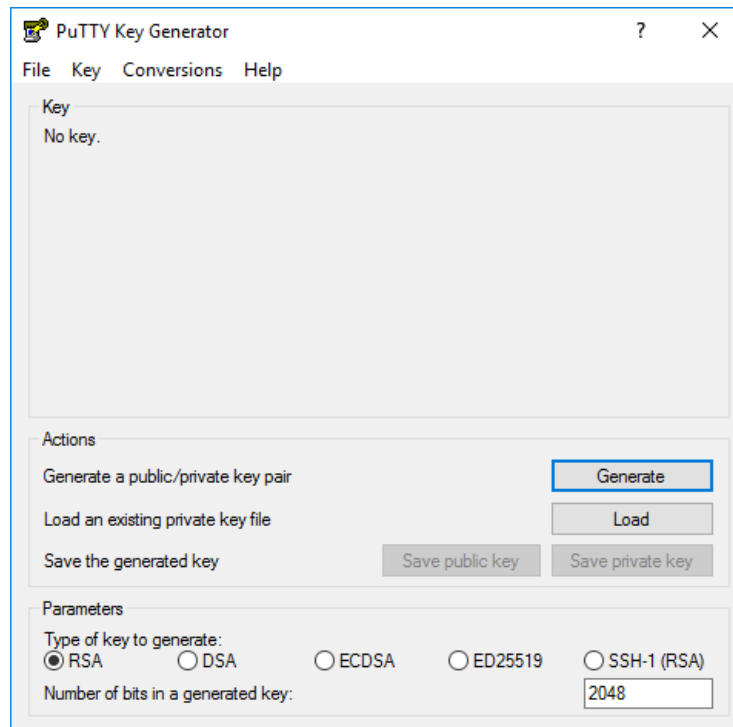 PuTTY Key Generator ? ×
File Key Conversions Help
Key
No key.
Actions
Generate a public/private key pair Generate
Load an existing private key file Load
Save the generated key Save public key Save private key
Parameters
Type of key to generate:
RSA DSA ECDSA ED25519 SSH-1 (RSA)
Number of bits in a generated key: 2048